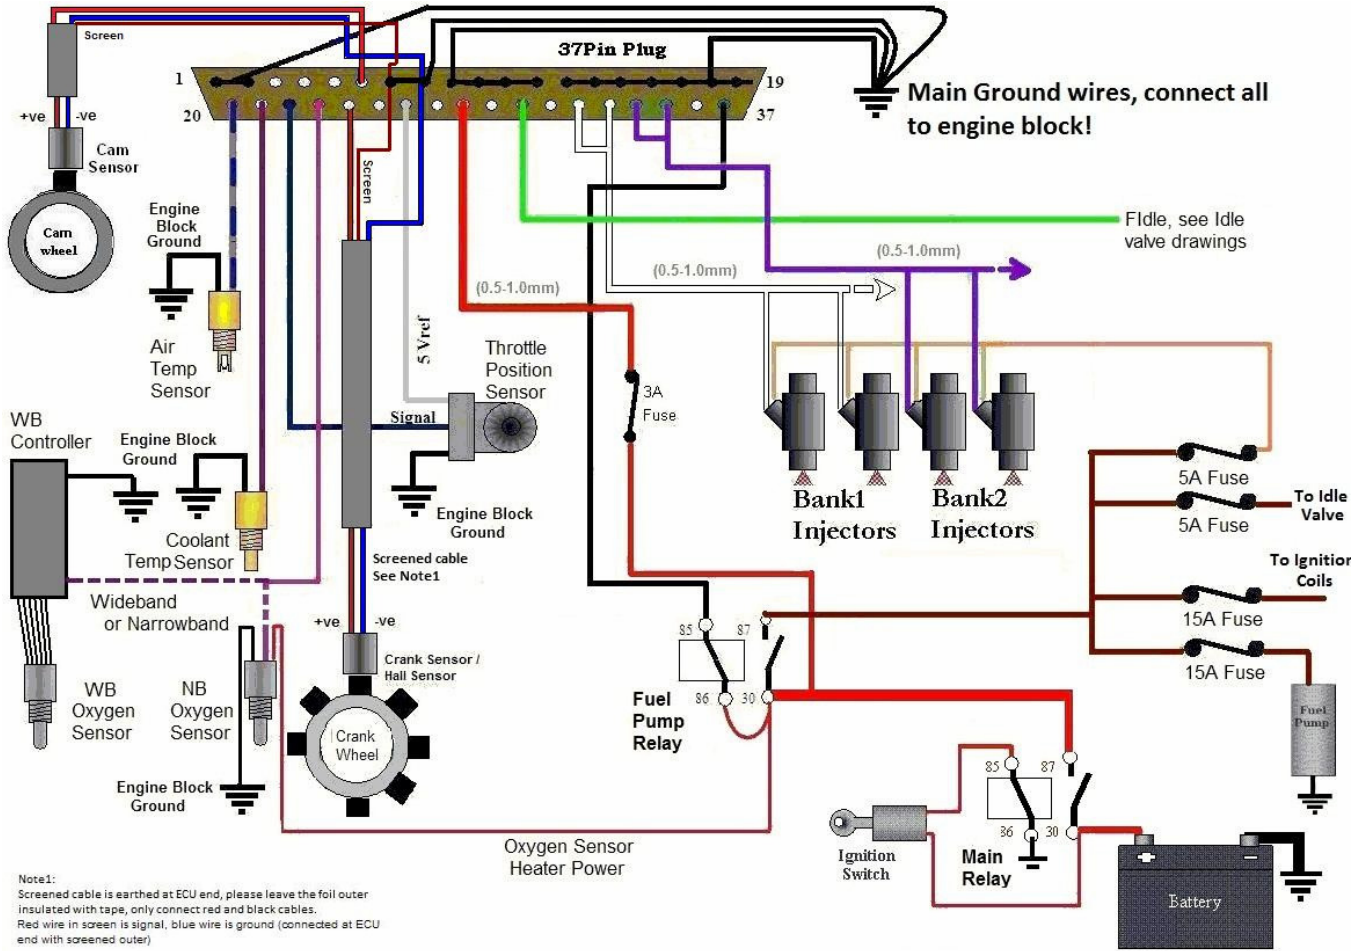 Screen
37Pin Plug
1
19
20
37
Main Ground wires, connect all
to engine block!
+ve
-ve
Cam
Sensor
Cam
wheel
Engine
Block
Ground
Screen
FIdle, see Idle
valve drawings
(0.5-1.0mm)
(0.5-1.0mm)
(0.5-1.0mm)
Air
Temp
Sensor
5 Vref
Throttle
Position
Sensor
Signal
3A
Fuse
WB
Controller
Engine Block
Ground
Engine Block
Ground
Coolant
Temp Sensor
Bank1
Injectors
Bank2
Injectors
5A Fuse
To Idle
Valve
5A Fuse
To Ignition
Coils
15A Fuse
15A Fuse
Screened cable
See Note1
Wideband
or Narrowband
+ve
-ve
85
87
86
30
Fuel
Pump
Relay
Crank Sensor /
Hall Sensor
WB
Oxygen
Sensor
NB
Oxygen
Sensor
Crank
Wheel
Fuel
Pump
Engine Block
Ground
85
87
36
30
Ignition
Switch
Main
Relay
Oxygen Sensor
Heater Power
+
-
Battery
Note1:
Screened cable is earthed at ECU end, please leave the foil outer
insulated with tape, only connect red and black cables.
Red wire in screen is signal, blue wire is ground (connected at ECU
end with screened outer)